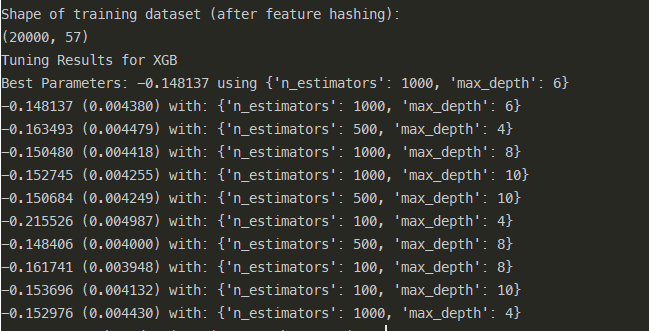 Shape of training dataset (after feature hashing):
(20000, 57)
Tuning Results for XGB
Best Parameters: -0.148137 using {'n_estimators': 1000, 'max_depth': 6}
-0.148137 (0.004380) with: {'n_estimators': 1000, 'max_depth': 6}
-0.163493 (0.004479) with: {'n_estimators': 500, 'max_depth': 4}
-0.150480 (0.004418) with: {'n_estimators': 1000, 'max_depth': 8}
-0.152745 (0.004255) with: {'n_estimators': 1000, 'max_depth': 10}
-0.150684 (0.004249) with: {'n_estimators': 500, 'max_depth': 10}
-0.215526 (0.004987) with: {'n_estimators': 100, 'max_depth': 4}
-0.148406 (0.004000) with: {'n_estimators': 500, 'max_depth': 8}
-0.161741 (0.003948) with: {'n_estimators': 100, 'max_depth': 8}
-0.153696 (0.004132) with: {'n_estimators': 100, 'max_depth': 10}
-0.152976 (0.004430) with: {'n_estimators': 1000, 'max_depth': 4}